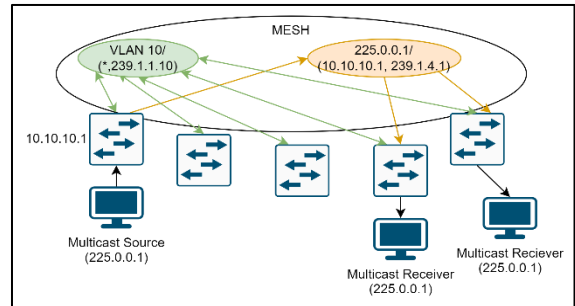 MESH
VLAN 10/
(*,239.1.1.10)
225.0.0.1/
(10.10.10.1, 239.1.4.1)
10.10.10.1
Multicast Source
(225.0.0.1)
Multicast Receiver
(225.0.0.1)
Multicast Reciever
(225.0.0.1)